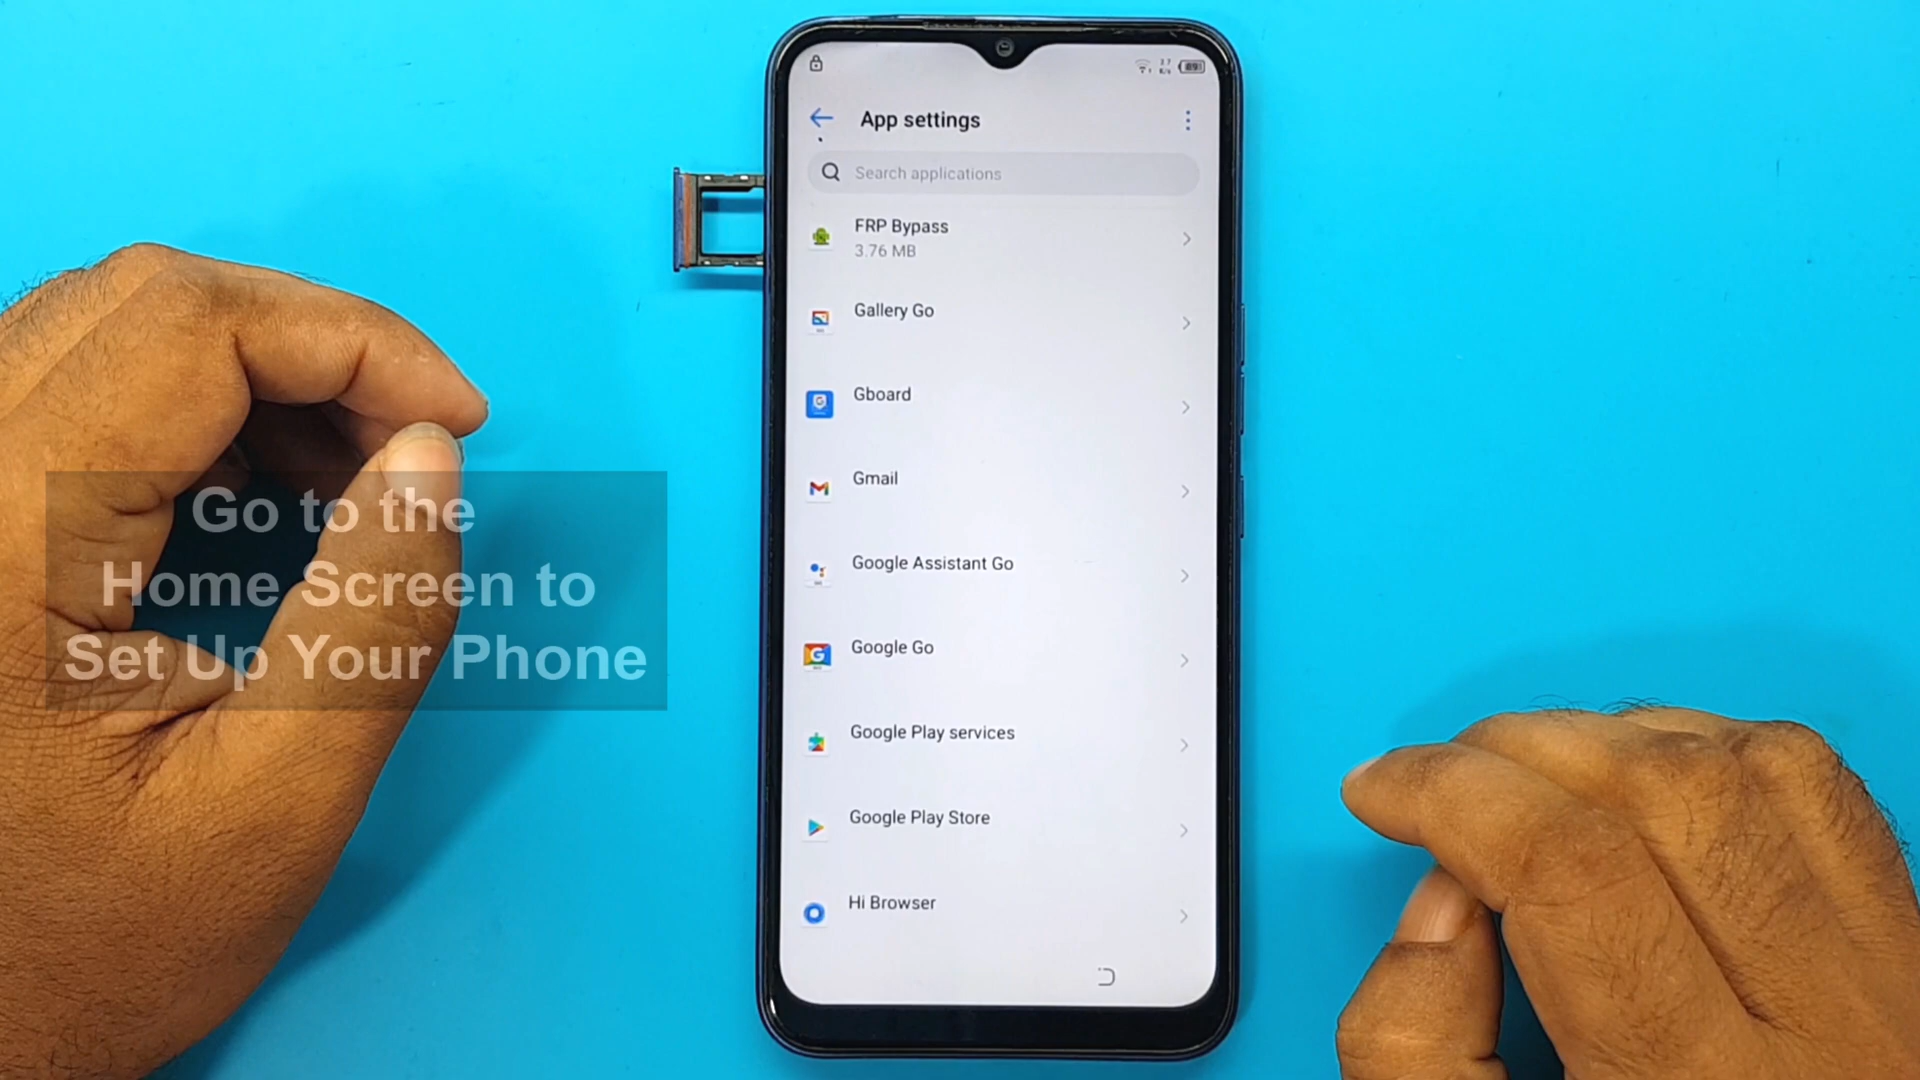 App settings
Search applications
FRP Bypass
3.76 MB
Gallery Go
Gboard
Gmail
Google Assistant Go
Google Go
Google Play services
Google Play Store
Hi Browser
Go to the
Home Screen to
Set Up Your Phone